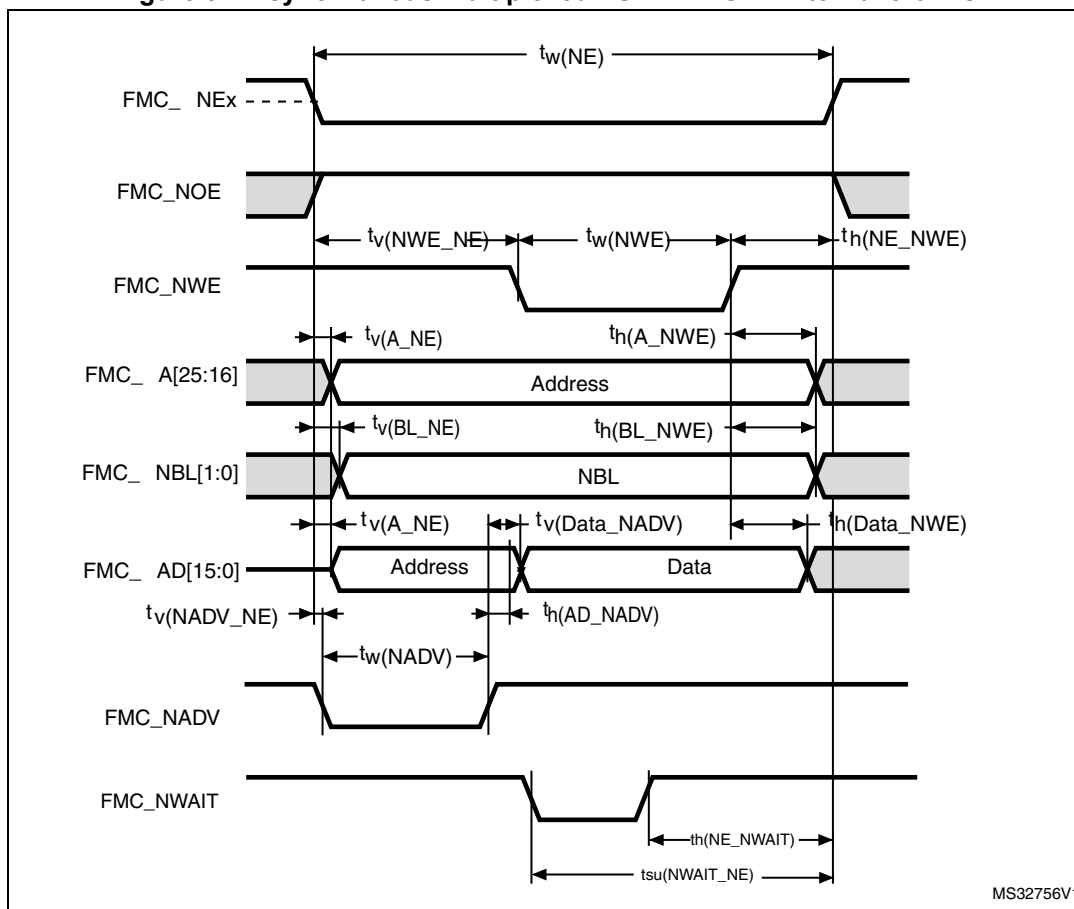 tw(NE)
FMC_ NEx
FMC_NOE
tv(NWE_NE)
tw(NWE)
th(NE_NWE)
FMC_NWE
tv(A_NE)
th(A_NWE)
FMC_ A[25:16]
Address
tv(BL_NE)
th(BL_NWE)
FMC_ NBL[1:0]
NBL
tv(A_NE)
tv(Data_NADV)
th(Data_NWE)
FMC_ AD[15:0]
Address
Data
tv(NADV_NE)
th(AD_NADV)
tw(NADV)
FMC_NADV
FMC_NWAIT
th(NE_NWAIT)
tsu(NWAIT_NE)